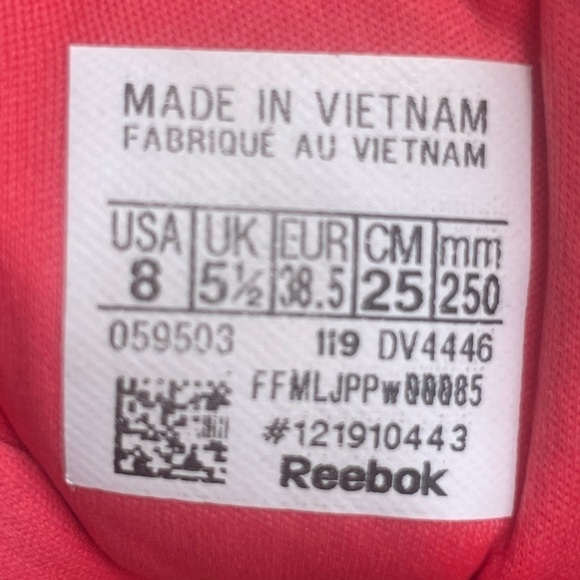 MADE IN VIETNAM
FABRIQUÉ AU VIETNAM
USA UK EUR CM mm
8 5½ 38.5 25 250
059503 119 DV4446
FFMLJPPW00085
#121910443
Reebok